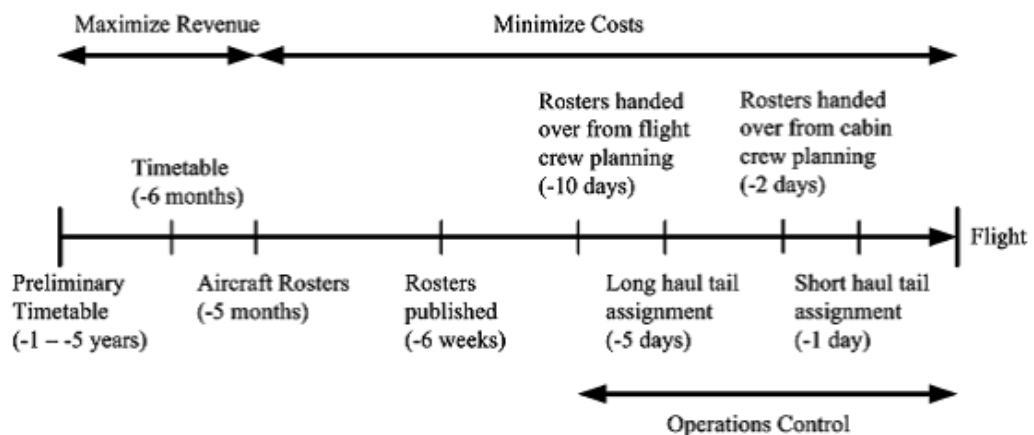 Maximize Revenue
Minimize Costs
Rosters handed
over from flight
crew planning
(-10 days)
Rosters handed
over from cabin
crew planning
(-2 days)
Timetable
(-6 months)
Flight
Preliminary
Timetable
(-1 – -5 years)
Aircraft Rosters
(-5 months)
Rosters
published
(-6 weeks)
Long haul tail
assignment
(-5 days)
Short haul tail
assignment
(-1 day)
Operations Control